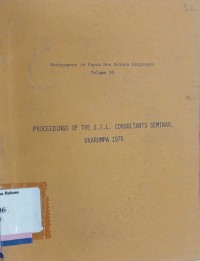 S.L
Workpapers in Papua New Guinea Languages
Volume 20
PROCEEDINGS OF THE S.I.L. CONSULTANTS SEMINAR,
UKARUMPA 1976